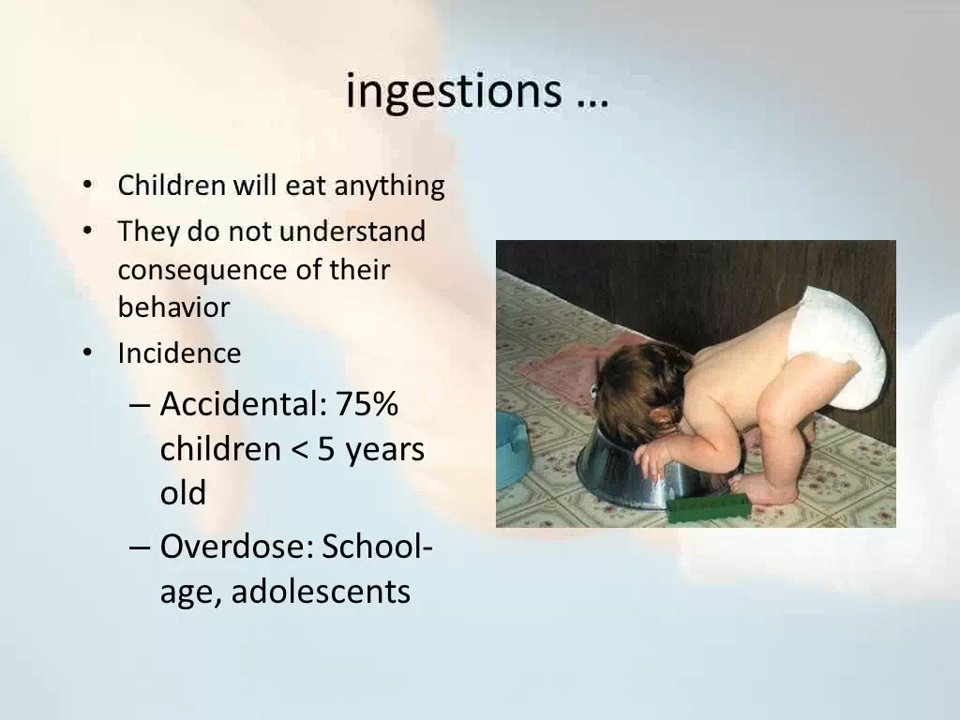 ingestions …
• Children will eat anything
• They do not understand
consequence of their
behavior
• Incidence
– Accidental: 75%
children < 5 years
old
– Overdose: School-
age, adolescents